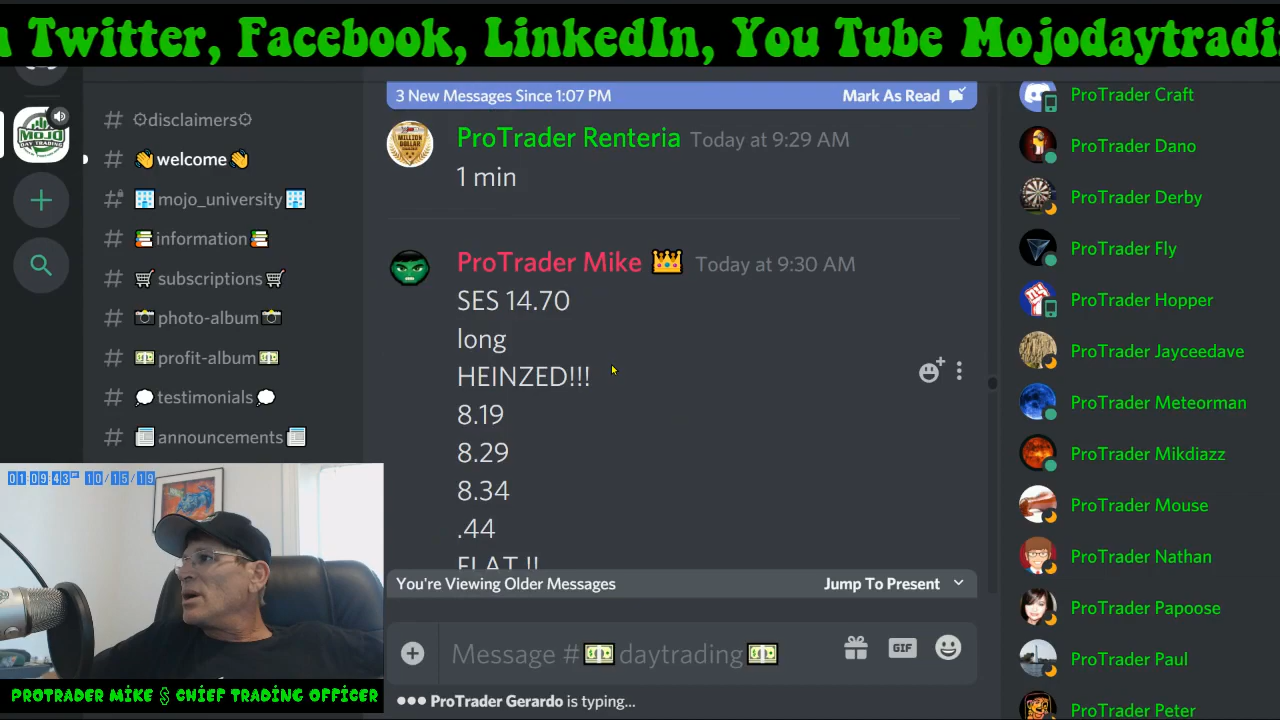 Twitter, Facebook, LinkedIn, You Tube Mojodaytradi
MOJO
DAY TRADING
# ⚙disclaimers⚙
# 👋welcome👋
# 🏢mojo_university🏢
# 📚information📚
# 🛒subscriptions🛒
# 📷photo-album📷
# 💵profit-album💵
# 💭testimonials💭
# 📰announcements📰
3 New Messages Since 1:07 PM Mark As Read
ProTrader Renteria Today at 9:29 AM
1 min
ProTrader Mike 👑 Today at 9:30 AM
SES 14.70
long
HEINZED!!!
8.19
8.29
8.34
.44
FLAT !!
You're Viewing Older Messages Jump To Present
Message #💵daytrading💵
GIF
ProTrader Gerardo is typing...
ProTrader Craft
ProTrader Dano
ProTrader Derby
ProTrader Fly
ProTrader Hopper
ProTrader Jayceedave
ProTrader Meteorman
ProTrader Mikdiazz
ProTrader Mouse
ProTrader Nathan
ProTrader Papoose
ProTrader Paul
ProTrader Peter
01:09:43 PM 10/15/19
PROTRADER MIKE $ CHIEF TRADING OFFICER